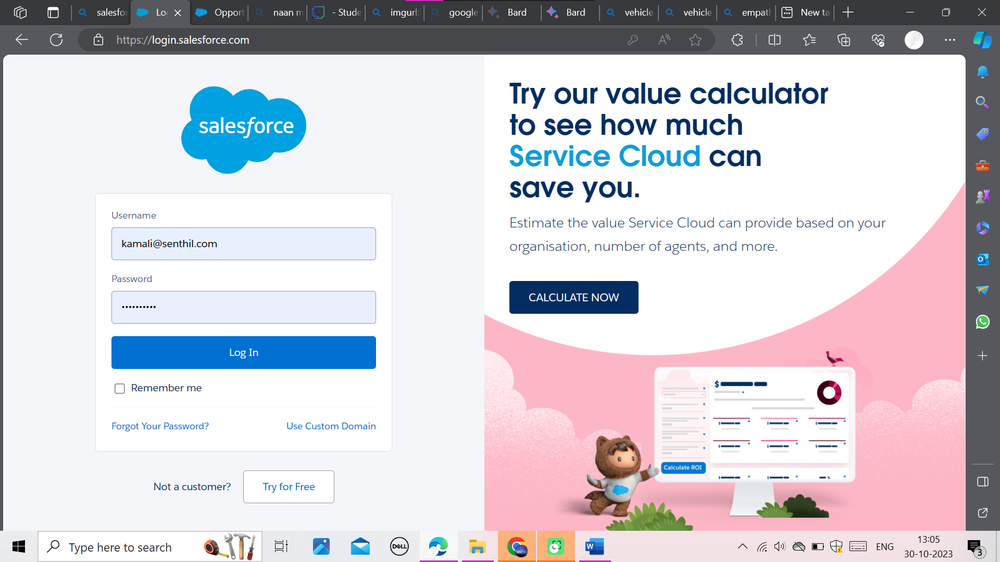 salesfor
Lo
Opport
naan m
- Stude
imgurl:
google
Bard
Bard
vehicle
vehicle
empath
New ta
https://login.salesforce.com
salesforce
Username
kamali@senthil.com
Password
••••••••••
Log In
Remember me
Forgot Your Password?
Use Custom Domain
Not a customer?
Try for Free
Try our value calculator
to see how much
Service Cloud can
save you.
Estimate the value Service Cloud can provide based on your
organisation, number of agents, and more.
CALCULATE NOW
Calculate ROI
Type here to search
DELL
W
ENG
13:05
30-10-2023
3